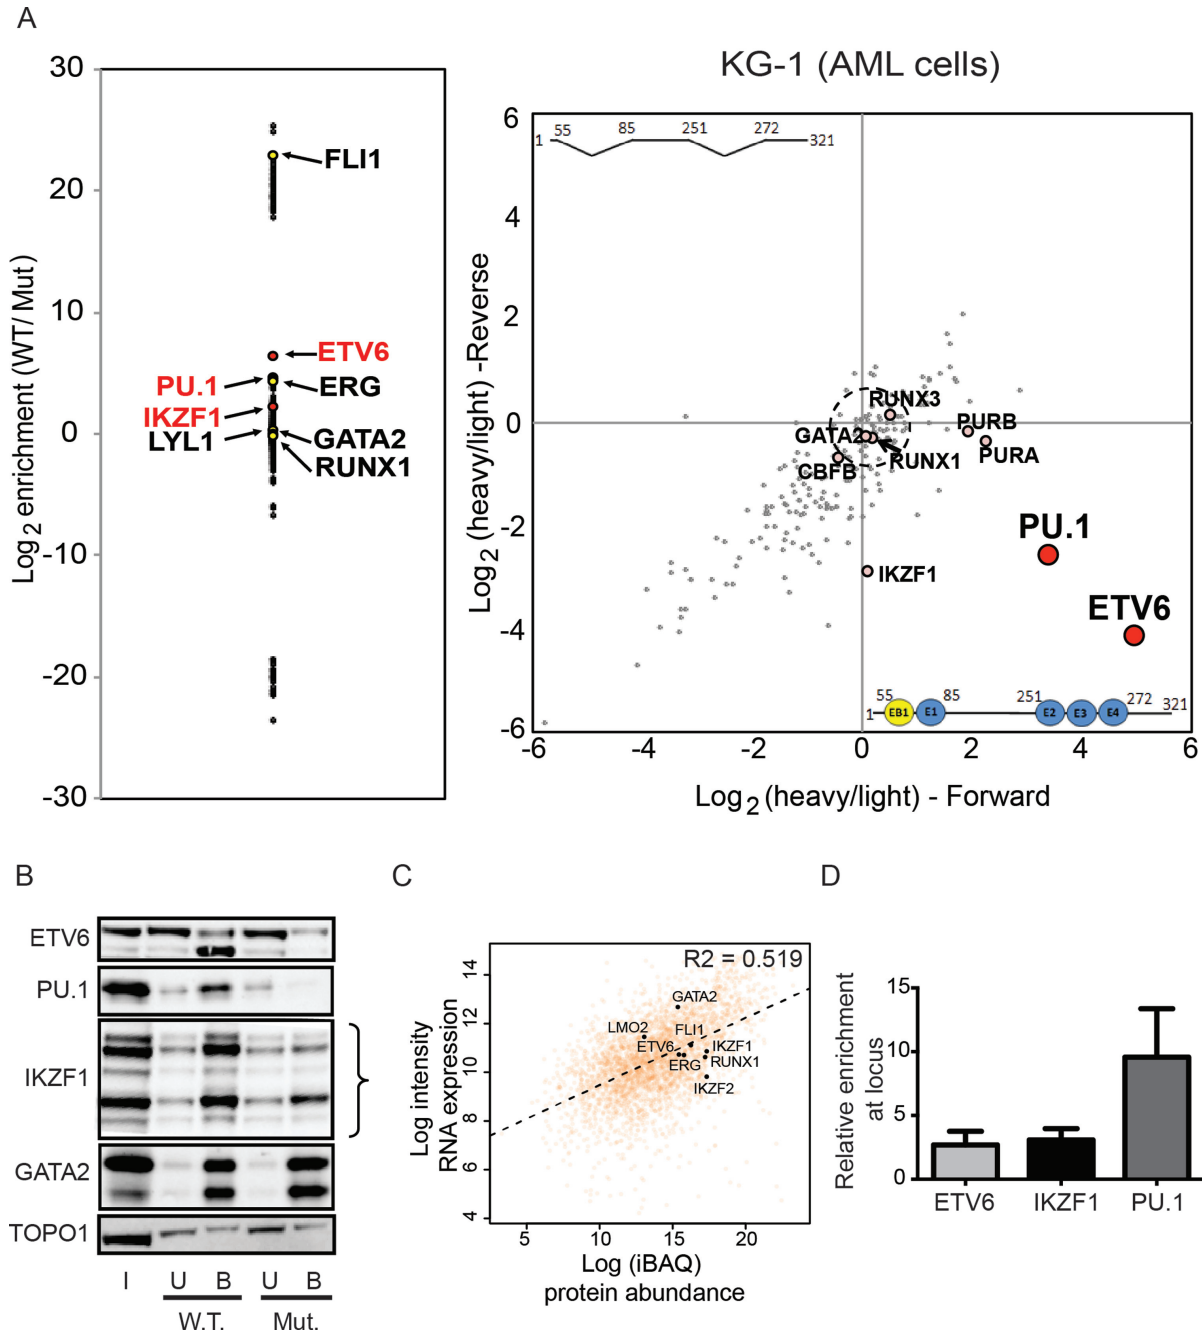 A
30
20
10
0
-10
-20
-30
Log2 enrichment (WT/ Mut)
FLI1
ETV6
PU.1
ERG
IKZF1
LYL1
GATA2
RUNX1
KG-1 (AML cells)
6
4
2
0
-2
-4
-6
Log2 (heavy/light) -Reverse
1 55 85 251 272 321
RUNX3
GATA2
PURB
RUNX1
PURA
CBFB
PU.1
IKZF1
ETV6
1 55 EB1 E1 85 251 E2 E3 E4 272 321
-6 -4 -2 0 2 4 6
Log2 (heavy/light) - Forward
B
ETV6
PU.1
IKZF1
GATA2
TOPO1
I U B U B
W.T. Mut.
C
R2 = 0.519
14
12
10
8
6
4
Log intensity
RNA expression
GATA2
LMO2
FLI1
ETV6
IKZF1
ERG
RUNX1
IKZF2
5 10 15 20
Log (iBAQ)
protein abundance
D
15
10
5
0
Relative enrichment
at locus
ETV6 IKZF1 PU.1